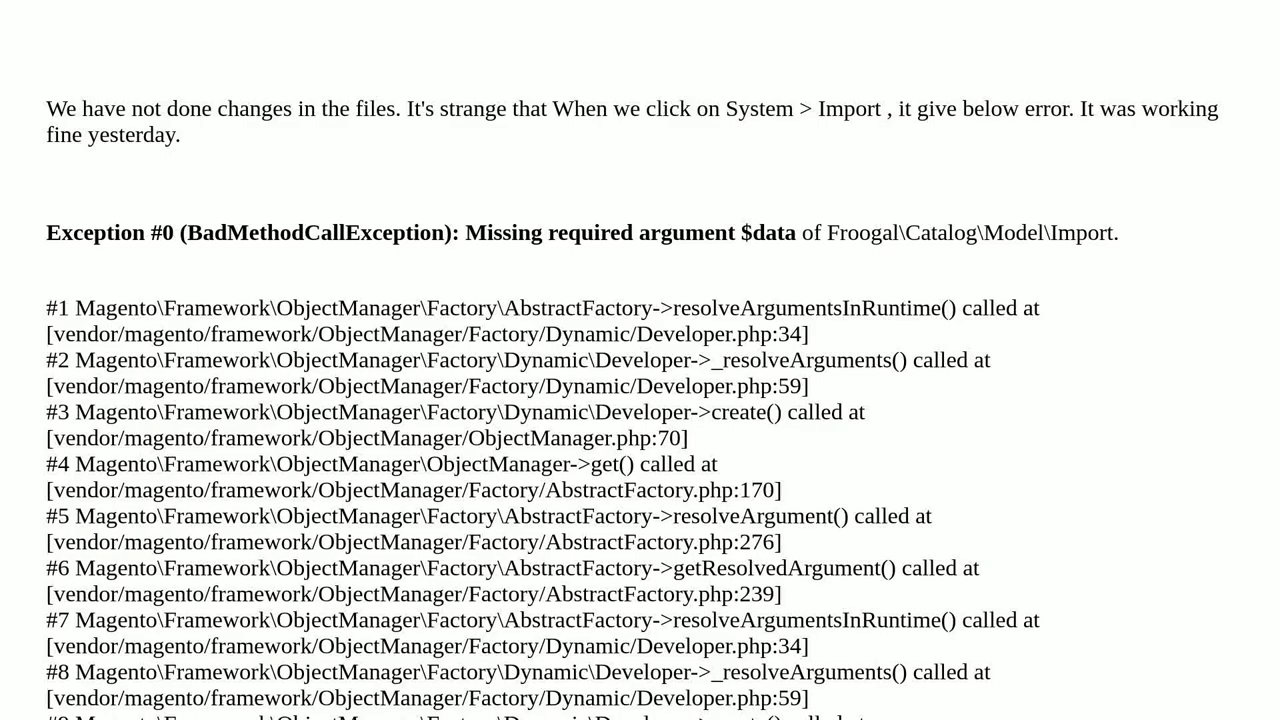 We have not done changes in the files. It's strange that When we click on System > Import , it give below error. It was working
fine yesterday.
Exception #0 (BadMethodCallException): Missing required argument $data of Froogal\Catalog\Model\Import.
#1 Magento\Framework\ObjectManager\Factory\AbstractFactory->resolveArgumentsInRuntime() called at
[vendor/magento/framework/ObjectManager/Factory/Dynamic/Developer.php:34]
#2 Magento\Framework\ObjectManager\Factory\Dynamic\Developer->_resolveArguments() called at
[vendor/magento/framework/ObjectManager/Factory/Dynamic/Developer.php:59]
#3 Magento\Framework\ObjectManager\Factory\Dynamic\Developer->create() called at
[vendor/magento/framework/ObjectManager/ObjectManager.php:70]
#4 Magento\Framework\ObjectManager\ObjectManager->get() called at
[vendor/magento/framework/ObjectManager/Factory/AbstractFactory.php:170]
#5 Magento\Framework\ObjectManager\Factory\AbstractFactory->resolveArgument() called at
[vendor/magento/framework/ObjectManager/Factory/AbstractFactory.php:276]
#6 Magento\Framework\ObjectManager\Factory\AbstractFactory->getResolvedArgument() called at
[vendor/magento/framework/ObjectManager/Factory/AbstractFactory.php:239]
#7 Magento\Framework\ObjectManager\Factory\AbstractFactory->resolveArgumentsInRuntime() called at
[vendor/magento/framework/ObjectManager/Factory/Dynamic/Developer.php:34]
#8 Magento\Framework\ObjectManager\Factory\Dynamic\Developer->_resolveArguments() called at
[vendor/magento/framework/ObjectManager/Factory/Dynamic/Developer.php:59]